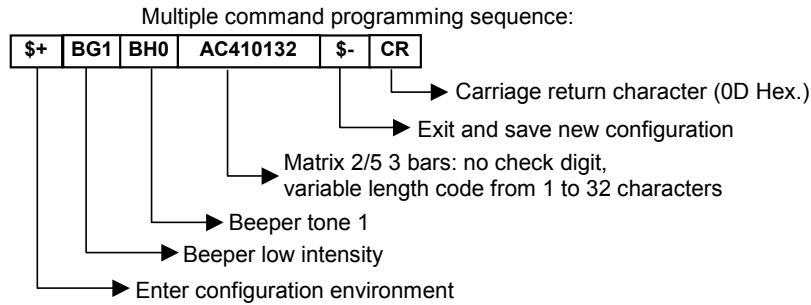 Multiple command programming sequence:
$+ BG1 BH0 AC410132 $- CR
Carriage return character (0D Hex.)
Exit and save new configuration
Matrix 2/5 3 bars: no check digit,
variable length code from 1 to 32 characters
Beeper tone 1
Beeper low intensity
Enter configuration environment